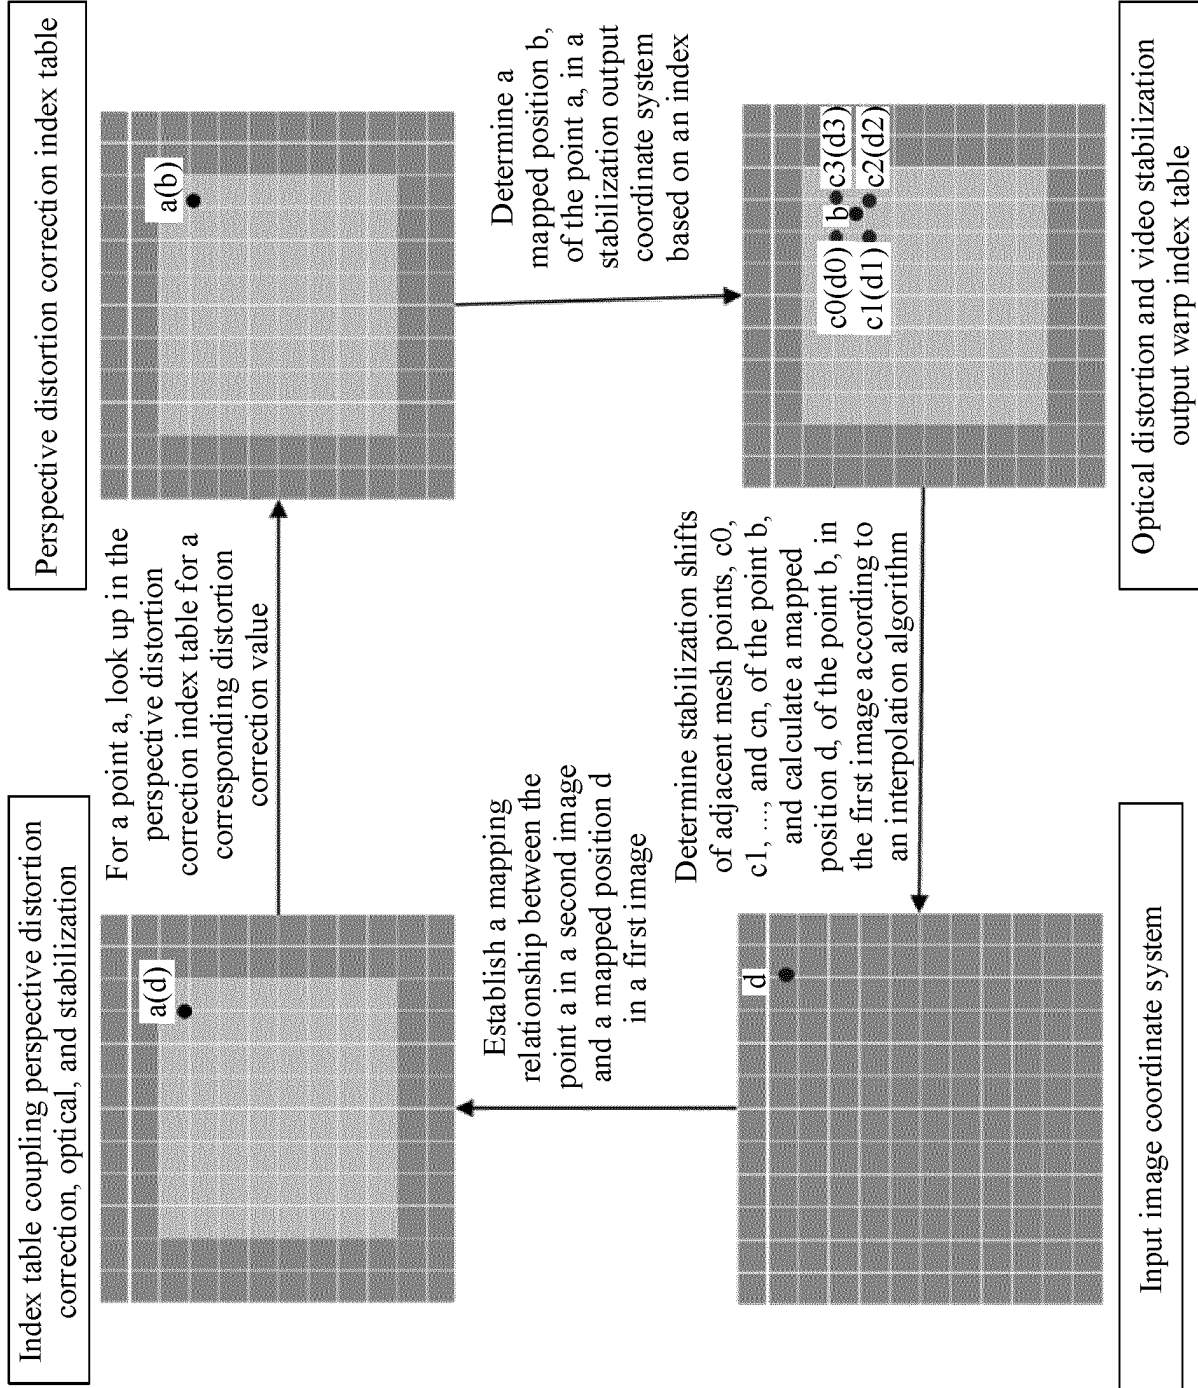 Index table coupling perspective distortion
correction, optical, and stabilization
a(d)
For a point a, look up in the
perspective distortion
correction index table for a
corresponding distortion
correction value
Perspective distortion correction index table
a(b)
Determine a
mapped position b,
of the point a, in a
stabilization output
coordinate system
based on an index
c0(d0)
b
c3(d3)
c1(d1)
c2(d2)
Optical distortion and video stabilization
output warp index table
Determine stabilization shifts
of adjacent mesh points, c0,
c1, ..., and cn, of the point b,
and calculate a mapped
position d, of the point b, in
the first image according to
an interpolation algorithm
d
Input image coordinate system
Establish a mapping
relationship between the
point a in a second image
and a mapped position d
in a first image